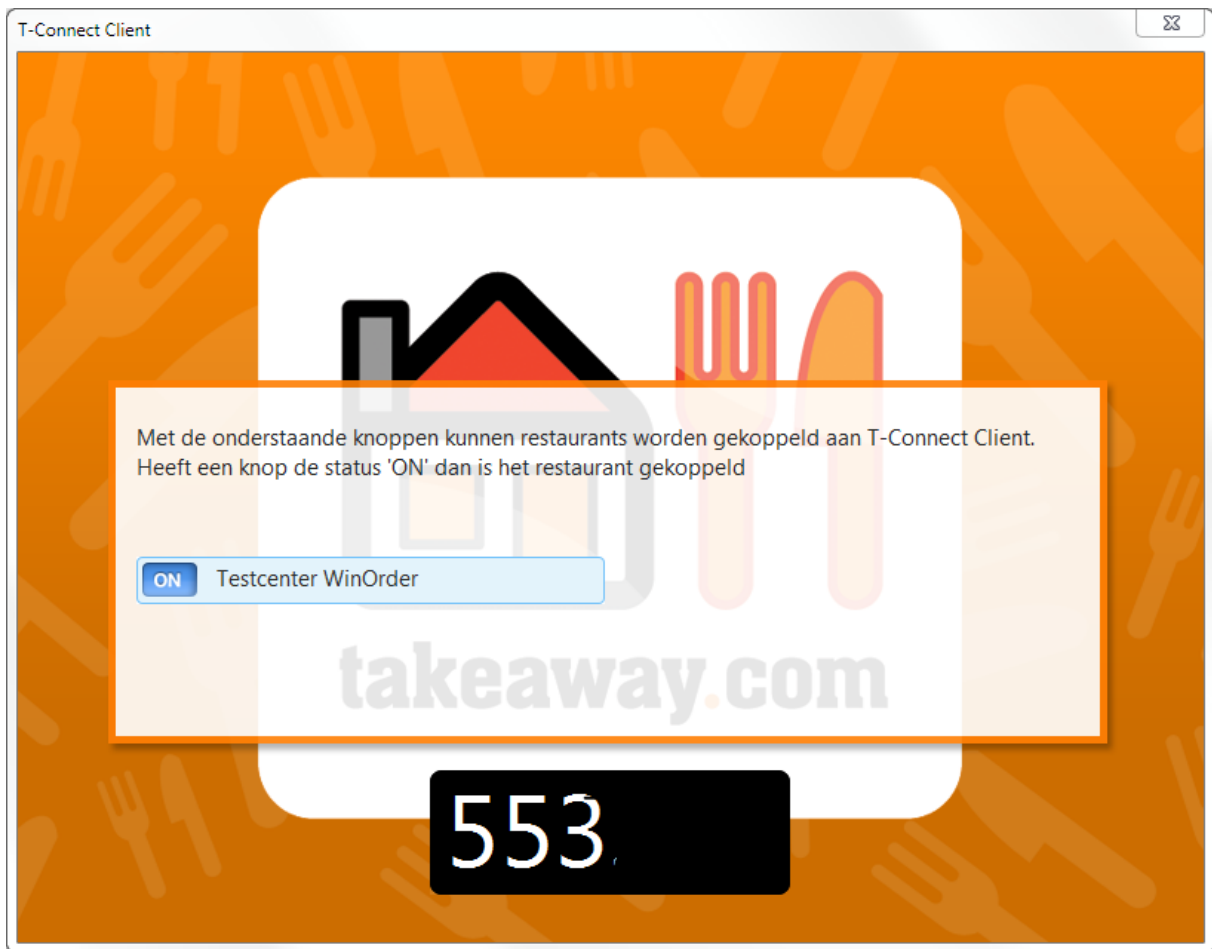 T-Connect Client
Met de onderstaande knoppen kunnen restaurants worden gekoppeld aan T-Connect Client.
Heeft een knop de status 'ON' dan is het restaurant gekoppeld
ON Testcenter WinOrder
takeaway.com
553